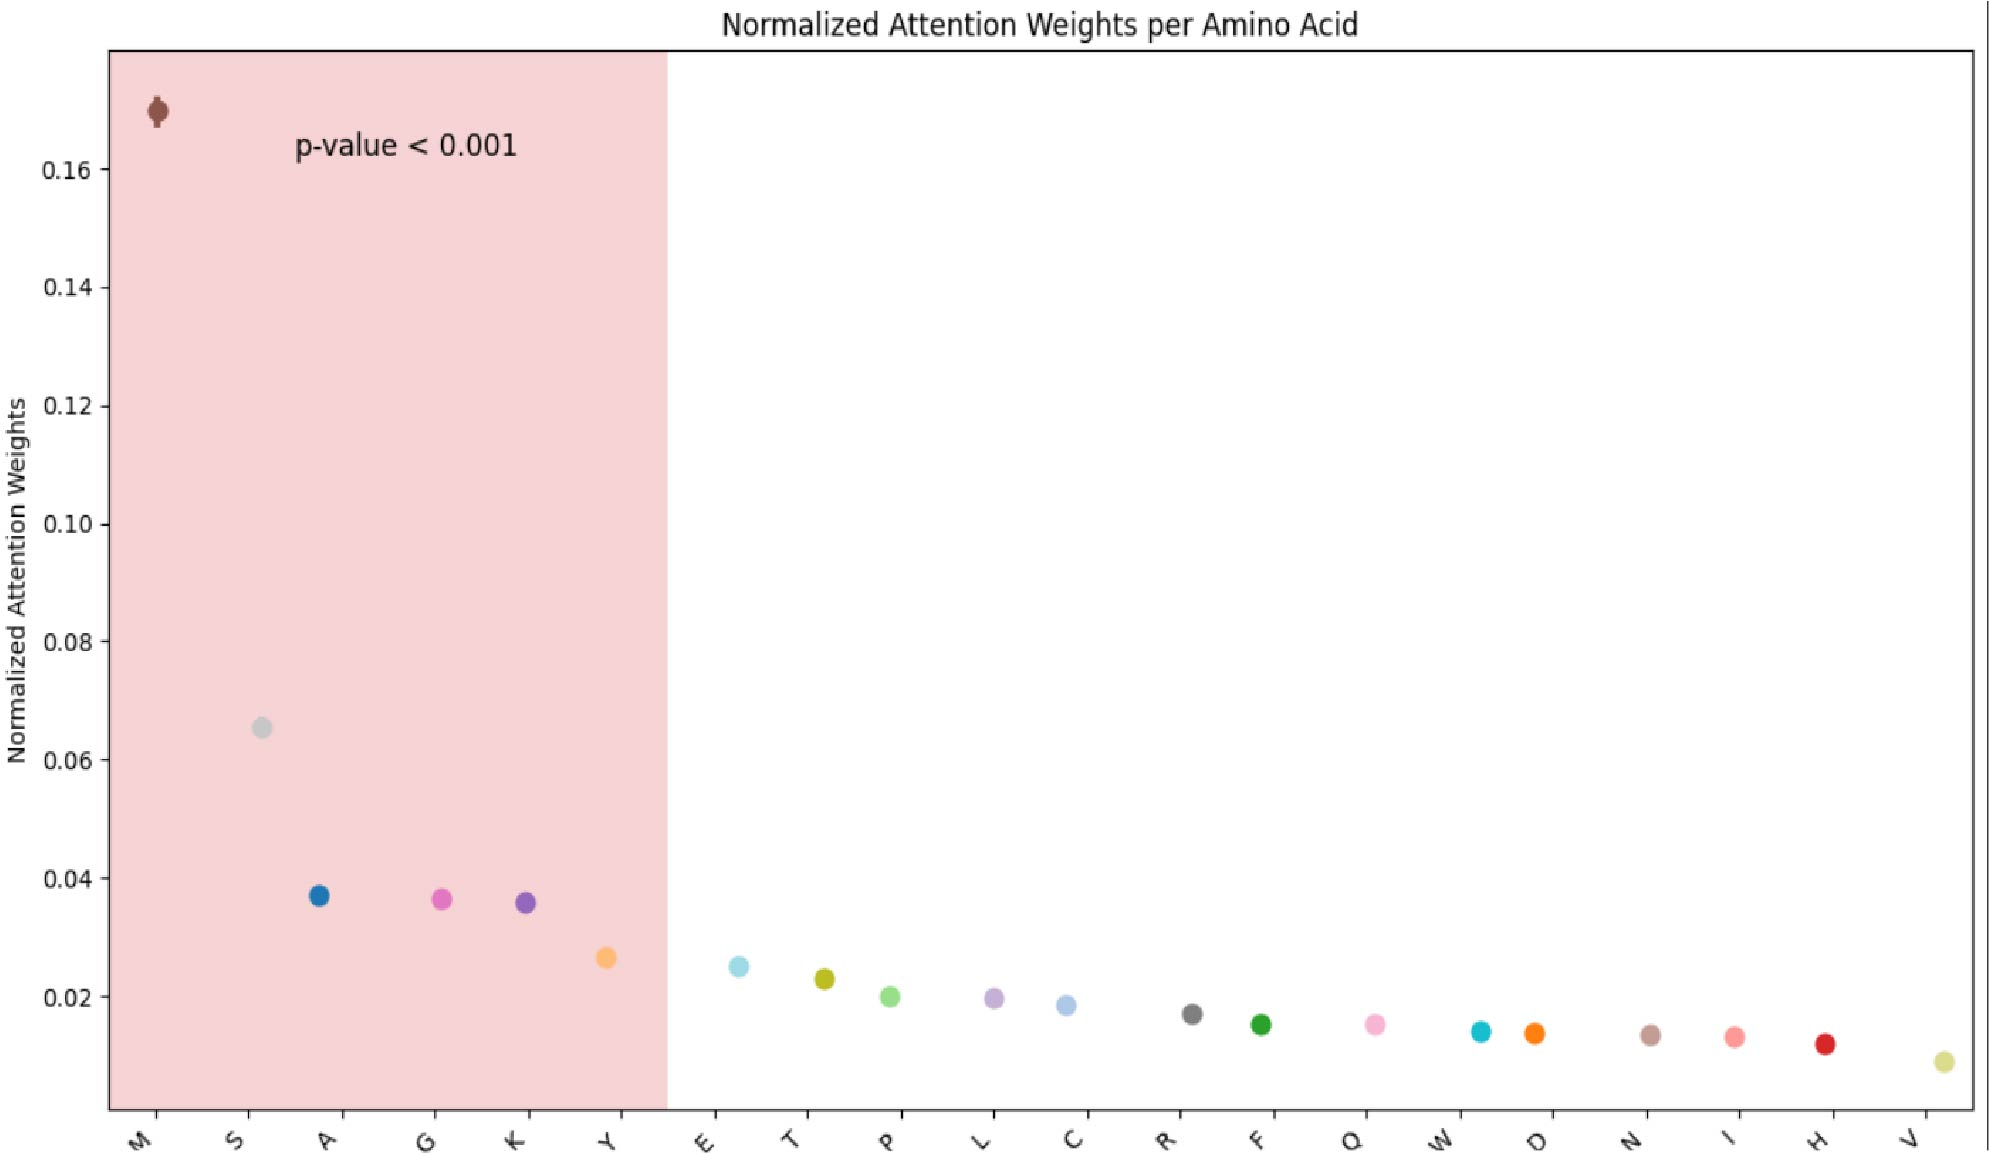 Normalized Attention Weights per Amino Acid
p-value < 0.001
Normalized Attention Weights
0.16
0.14
0.12
0.10
0.08
0.06
0.04
0.02
M S A G K Y E T P L C R F Q W D N I H V